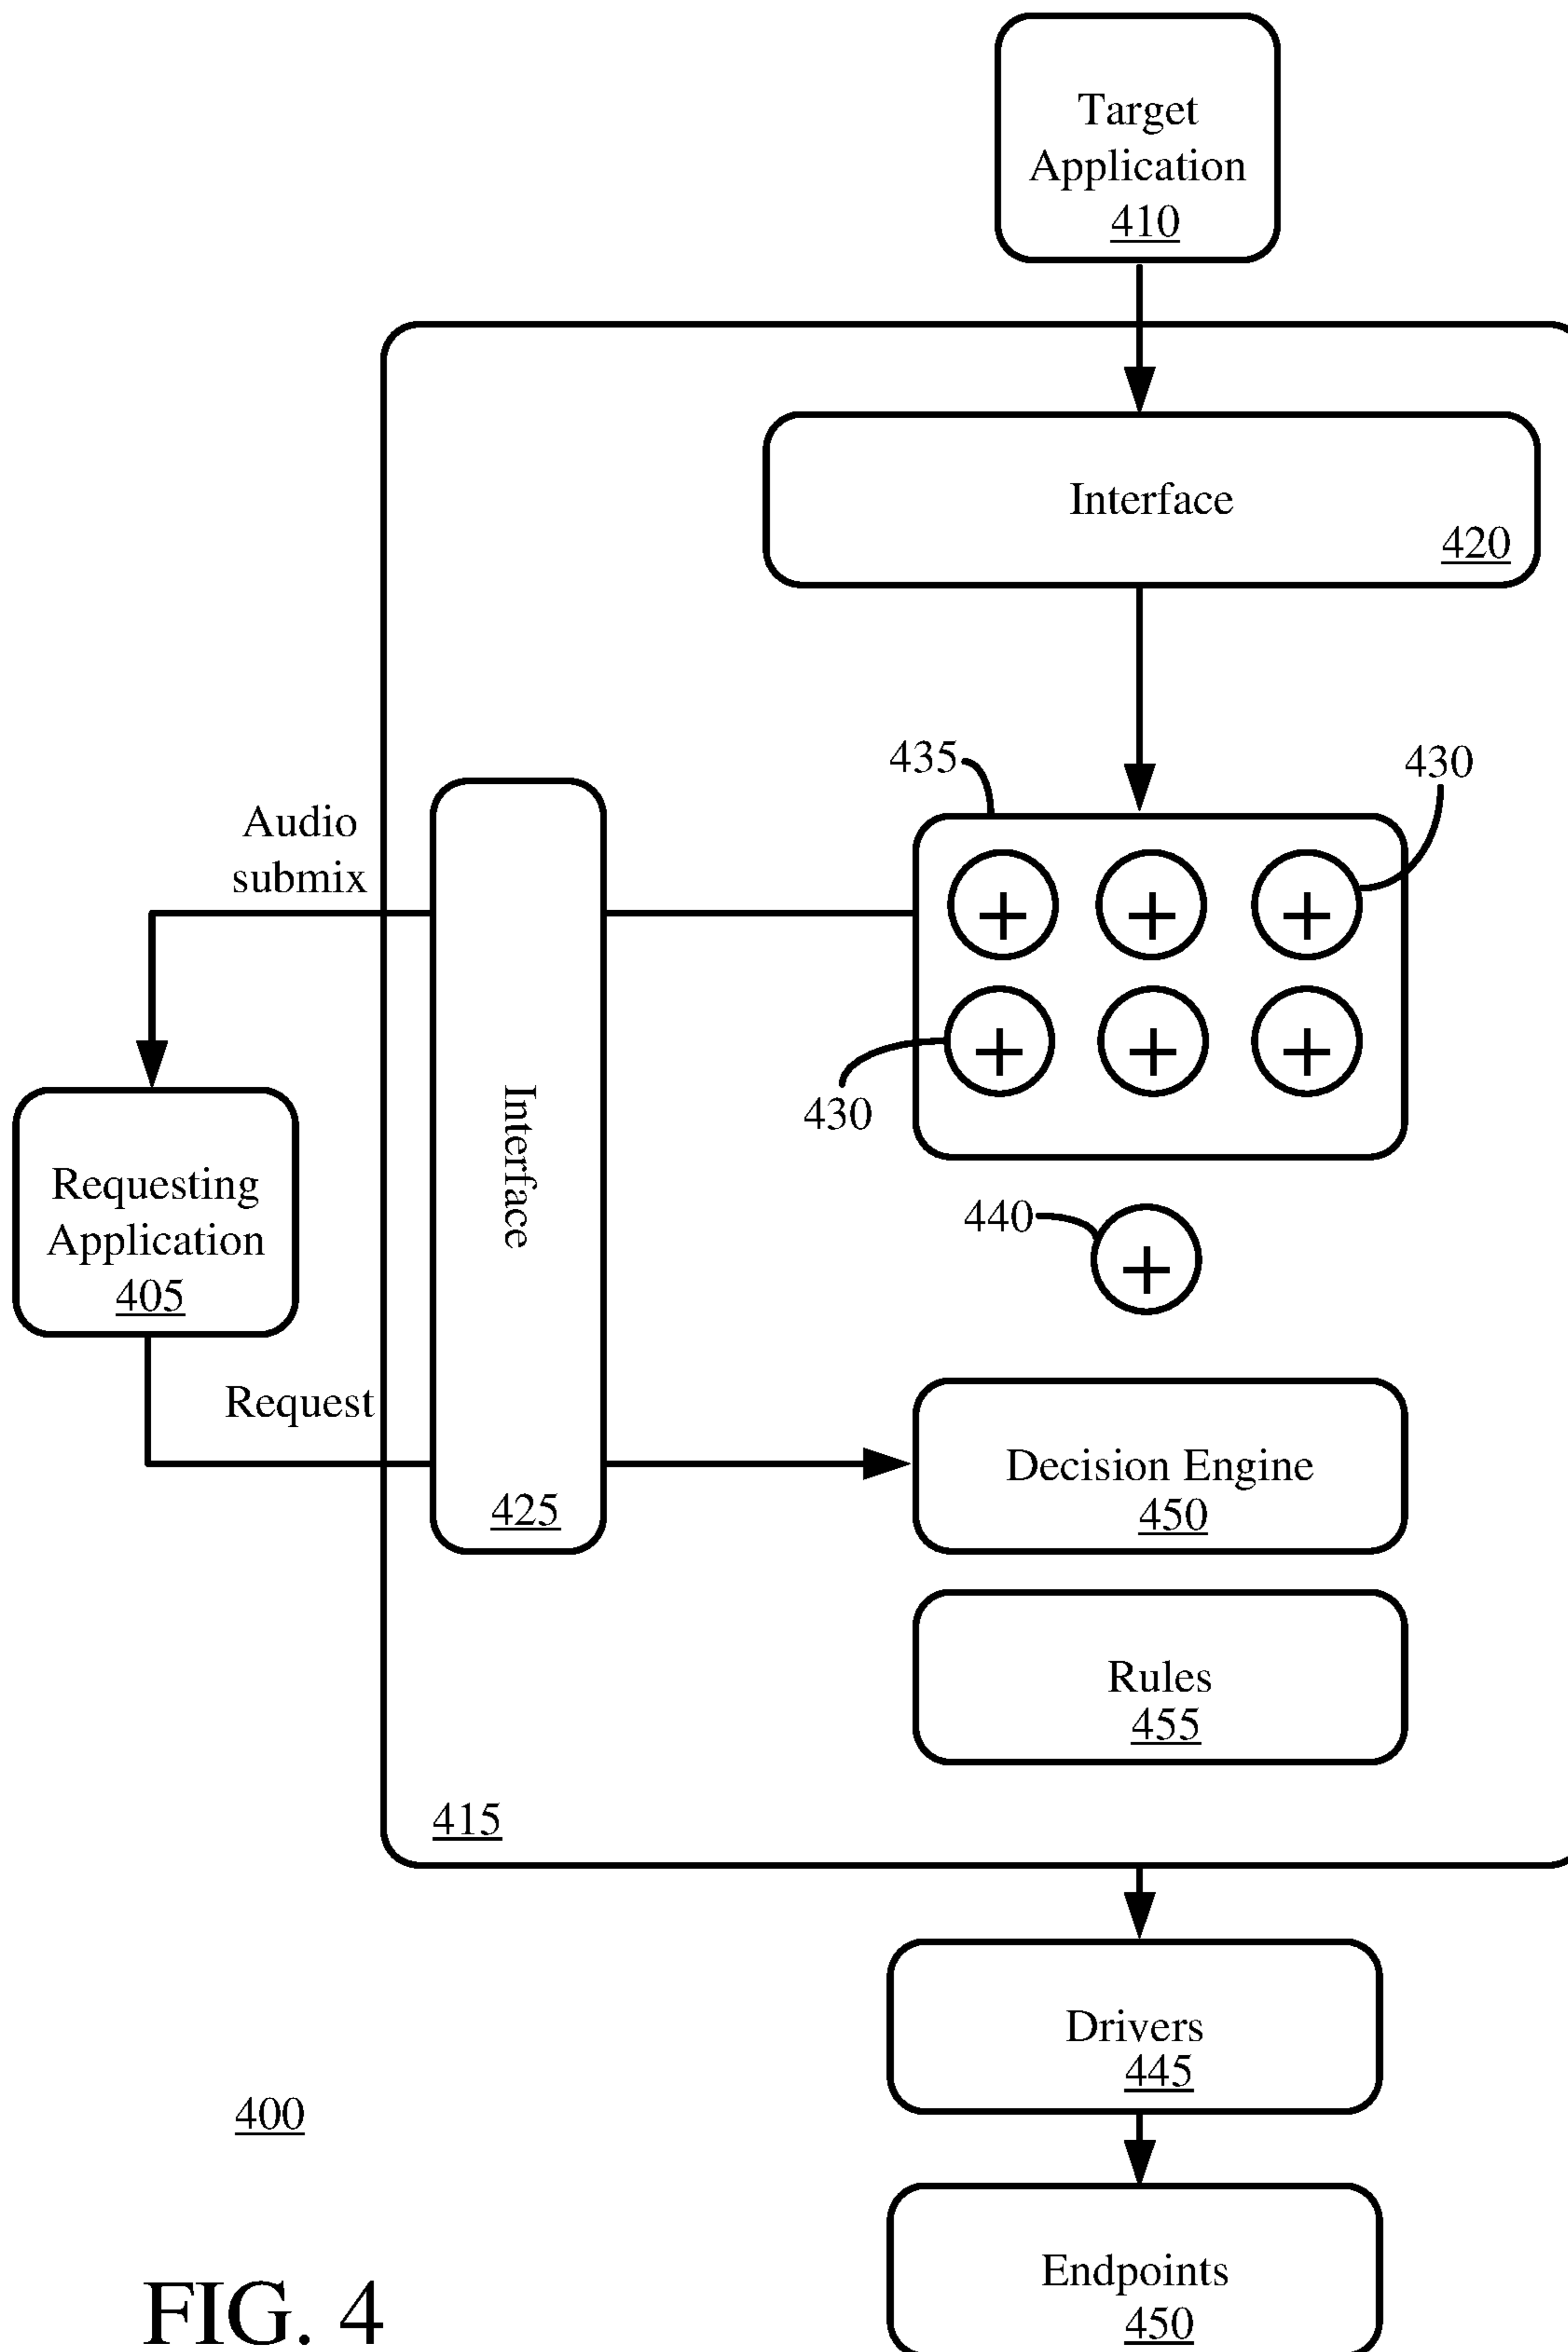 Target
Application
410
Interface
420
435
430
Audio
submix
Interface
430
Requesting
Application
405
440
Request
425
Decision Engine
450
Rules
455
415
Drivers
445
400
Endpoints
450
FIG. 4